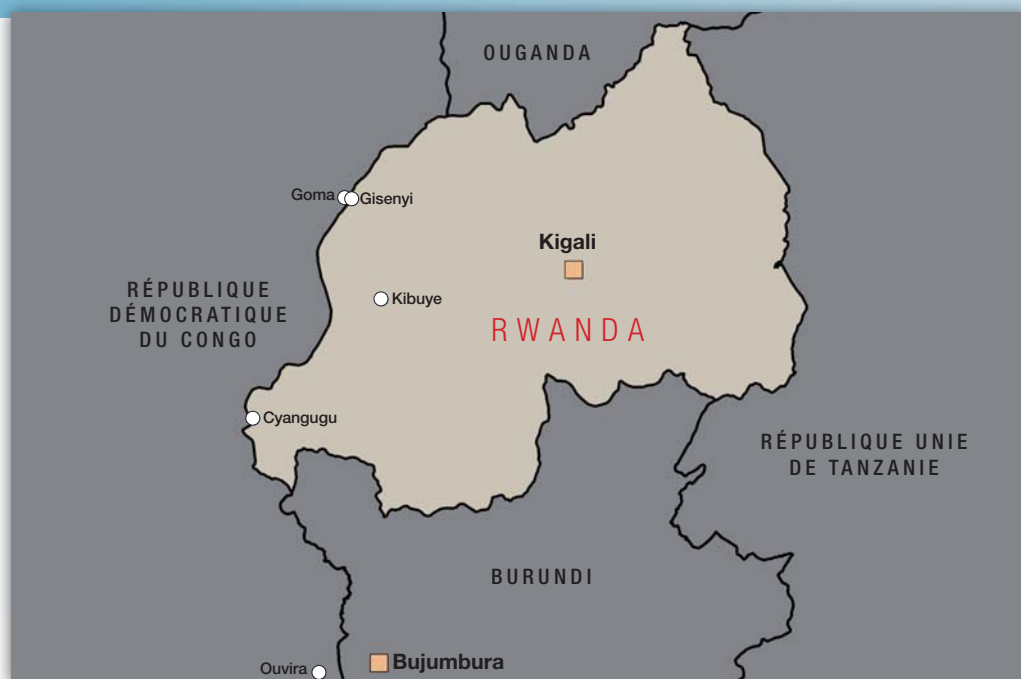 OUGANDA
Goma
Gisenyi
Kigali
RÉPUBLIQUE
DÉMOCRATIQUE
DU CONGO
Kibuye
RWANDA
Cyangugu
RÉPUBLIQUE UNIE
DE TANZANIE
BURUNDI
Ouvira
Bujumbura